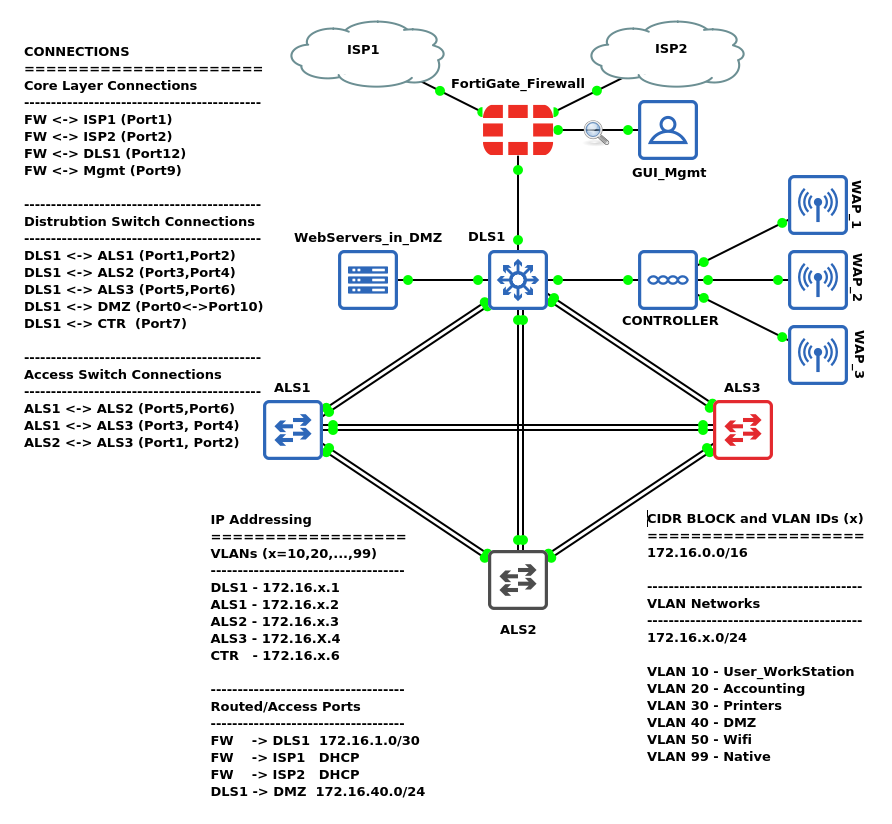 CONNECTIONS
=======================
Core Layer Connections
-------------------------------------
FW <-> ISP1 (Port1)
FW <-> ISP2 (Port2)
FW <-> DLS1 (Port12)
FW <-> Mgmt (Port9)
-------------------------------------
Distrubtion Switch Connections
-------------------------------------
DLS1 <-> ALS1 (Port1,Port2)
DLS1 <-> ALS2 (Port3,Port4)
DLS1 <-> ALS3 (Port5,Port6)
DLS1 <-> DMZ (Port0<->Port10)
DLS1 <-> CTR  (Port7)
-------------------------------------
Access Switch Connections
-------------------------------------
ALS1 <-> ALS2 (Port5,Port6)
ALS1 <-> ALS3 (Port3, Port4)
ALS2 <-> ALS3 (Port1, Port2)
ISP1
ISP2
FortiGate_Firewall
GUI_Mgmt
WebServers_in_DMZ
DLS1
CONTROLLER
WAP_1
WAP_2
WAP_3
ALS1
ALS3
ALS2
IP Addressing
===================
VLANs (x=10,20,...,99)
------------------------------
DLS1 - 172.16.x.1
ALS1 - 172.16.x.2
ALS2 - 172.16.x.3
ALS3 - 172.16.X.4
CTR   - 172.16.x.6
------------------------------
Routed/Access Ports
------------------------------
FW    -> DLS1  172.16.1.0/30
FW    -> ISP1   DHCP
FW    -> ISP2   DHCP
DLS1 -> DMZ  172.16.40.0/24
CIDR BLOCK and VLAN IDs (x)
=====================
172.16.0.0/16
---------------------------------
VLAN Networks
---------------------------------
172.16.x.0/24
VLAN 10 - User_WorkStation
VLAN 20 - Accounting
VLAN 30 - Printers
VLAN 40 - DMZ
VLAN 50 - Wifi
VLAN 99 - Native